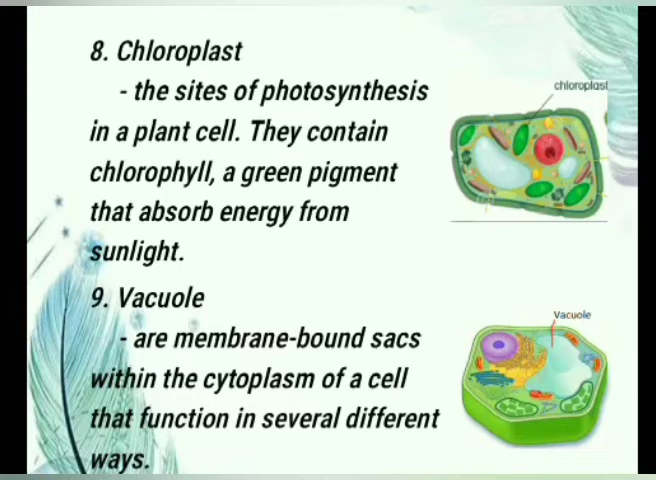 8. Chloroplast
- the sites of photosynthesis
in a plant cell. They contain
chlorophyll, a green pigment
that absorb energy from
sunlight.
chloroplast
9. Vacuole
- are membrane-bound sacs
within the cytoplasm of a cell
that function in several different
ways.
Vacuole